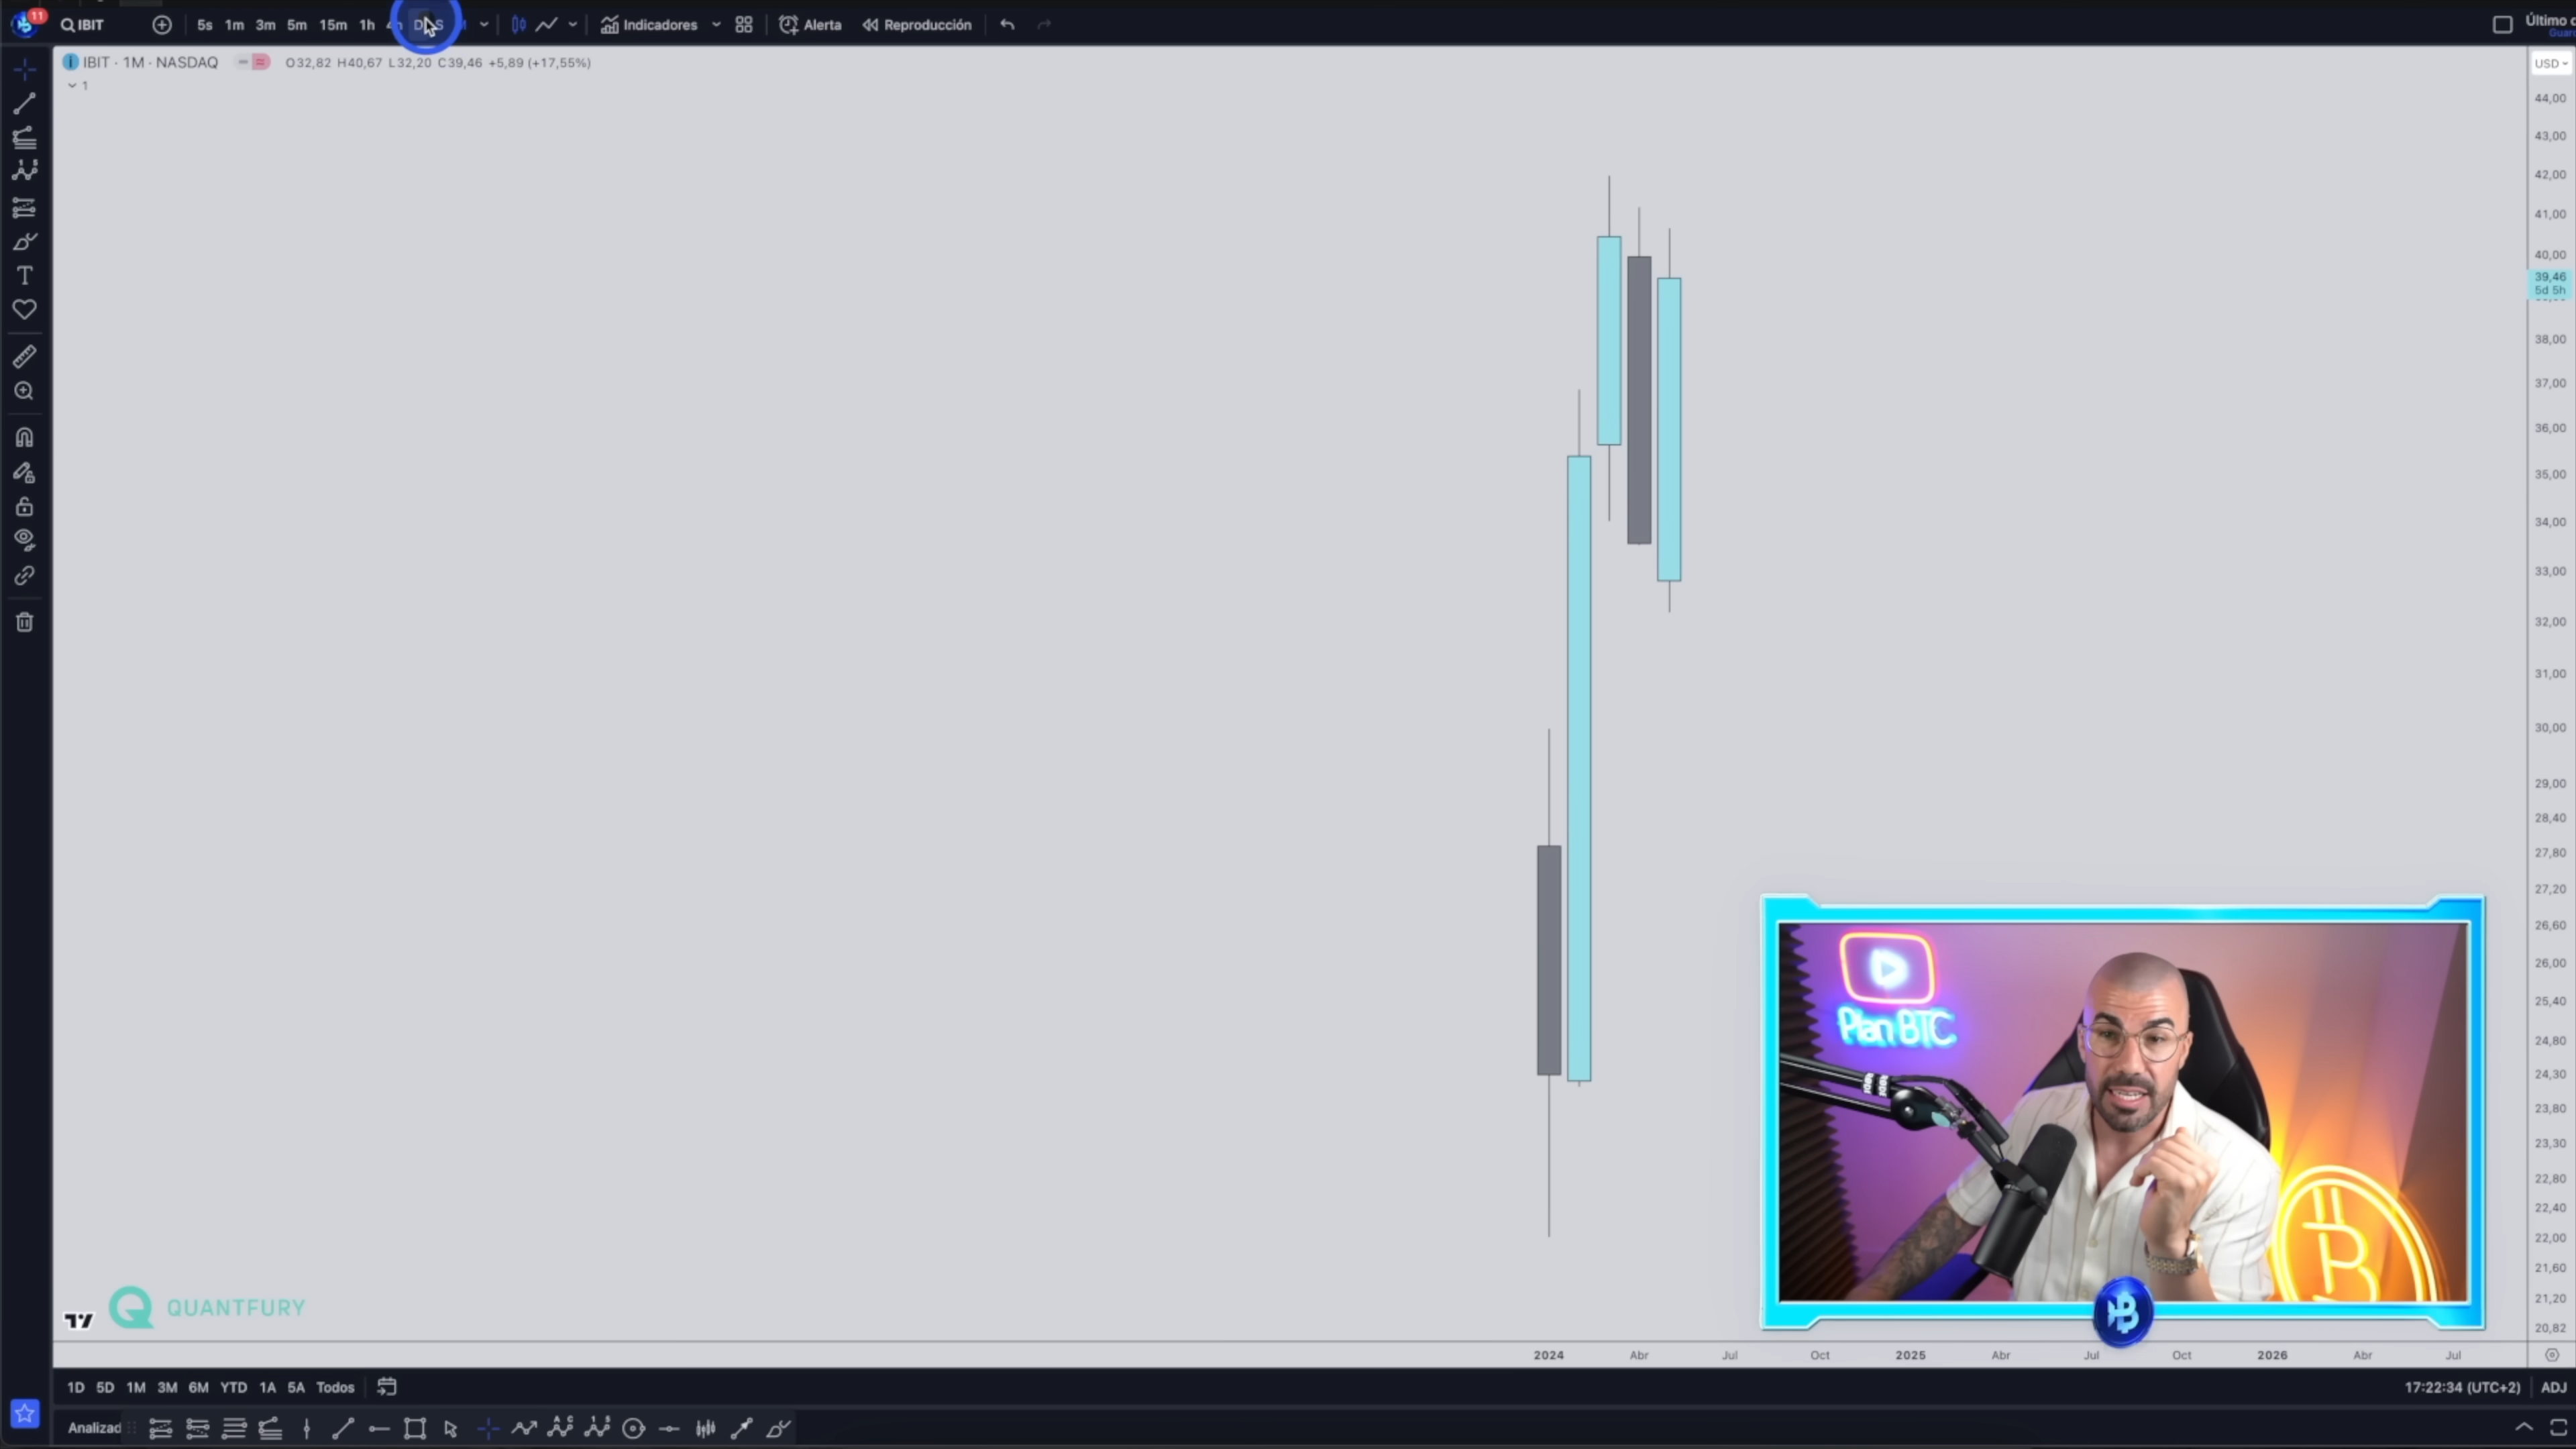 11
IBIT
5s 1m 3m 5m 15m 1h
Indicadores
Alerta
Reproducción
IBIT · 1M · NASDAQ
O32,82 H40,67 L32,20 C39,46 +5,89 (+17,55%)
1
USD
44,00
43,00
42,00
41,00
40,00
39,46
5d 5h
38,00
37,00
36,00
35,00
34,00
33,00
32,00
31,00
30,00
29,00
28,40
27,80
27,20
26,60
26,00
25,40
24,80
24,30
23,80
23,30
22,80
22,40
22,00
21,60
21,20
20,82
Plan BTC
QUANTFURY
2024 Abr Jul Oct 2025 Abr Jul Oct 2026 Abr Jul
1D 5D 1M 3M 6M YTD 1A 5A Todos
17:22:34 (UTC+2) ADJ